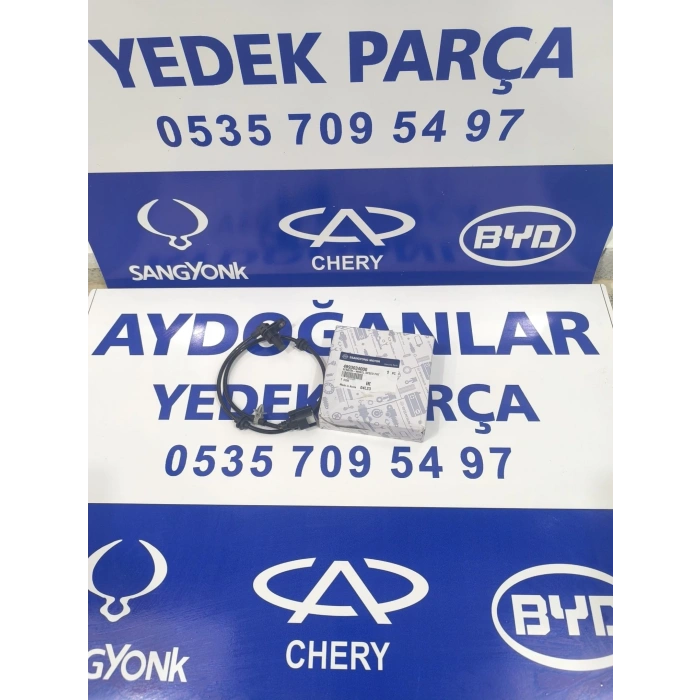 YEDEK PARÇA
0535 709 54 97
SANGYONK
CHERY
BYD
AYDOĞANLAR
YEDEK PARÇA
0535 709 54 97
GYONK
CHERY
BYD